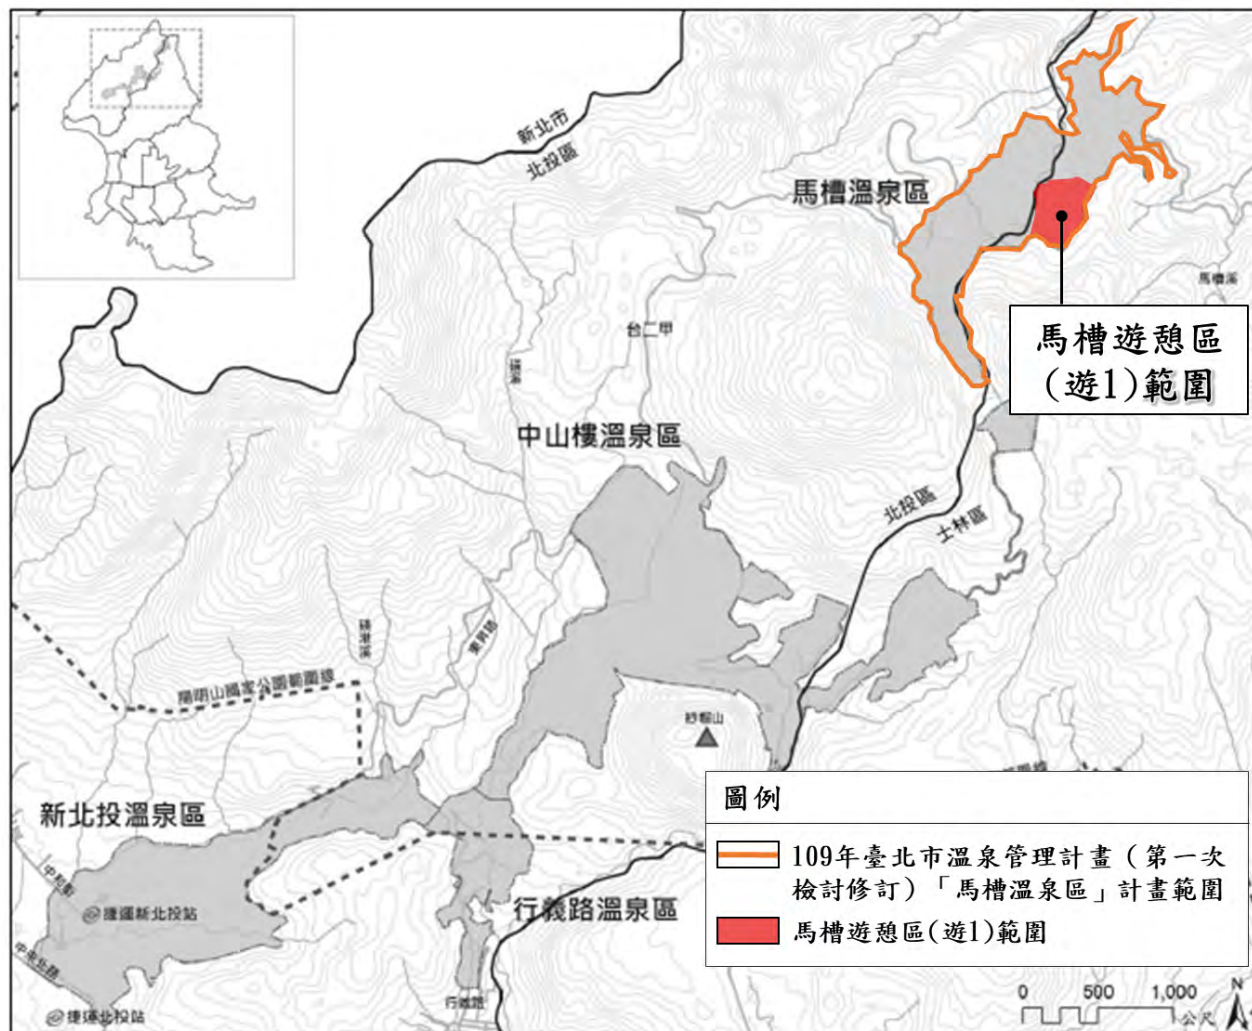 新北市
北投區
馬槽溫泉區
馬槽溪
馬槽遊憩區
(遊1)範圍
台二甲
中山樓溫泉區
北投區
士林區
東昇路
陽明山國家公園範圍線
紗帽山
新北投溫泉區
捷運新北投站
行義路溫泉區
行義路
捷運北投站
圖例
109年臺北市溫泉管理計畫(第一次
檢討修訂)「馬槽溫泉區」計畫範圍
馬槽遊憩區(遊1)範圍
N
0 500 1,000
公尺